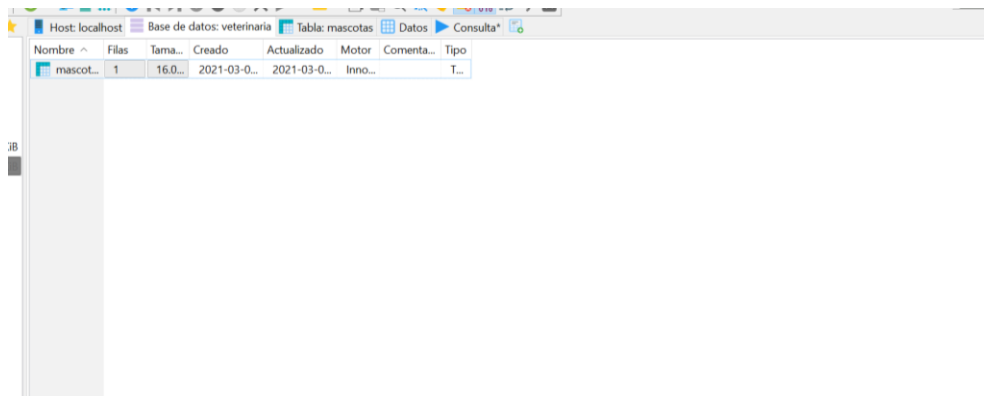 Host: localhost Base de datos: veterinaria Tabla: mascotas Datos Consulta*
Nombre Filas Tama... Creado Actualizado Motor Comenta... Tipo
mascot... 1 16.0... 2021-03-0... 2021-03-0... Inno... T...
iB